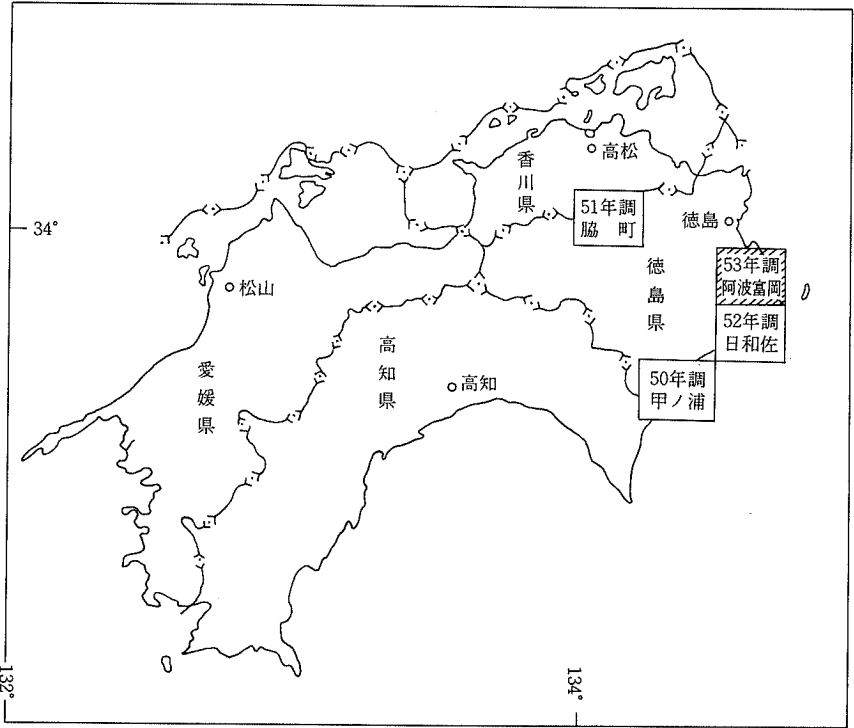 高松
香川県
51年調
脇 町
徳島
34°
徳島県
53年調
阿波富岡
松山
52年調
日和佐
高知県
愛媛県
高知
50年調
甲ノ浦
132°
134°